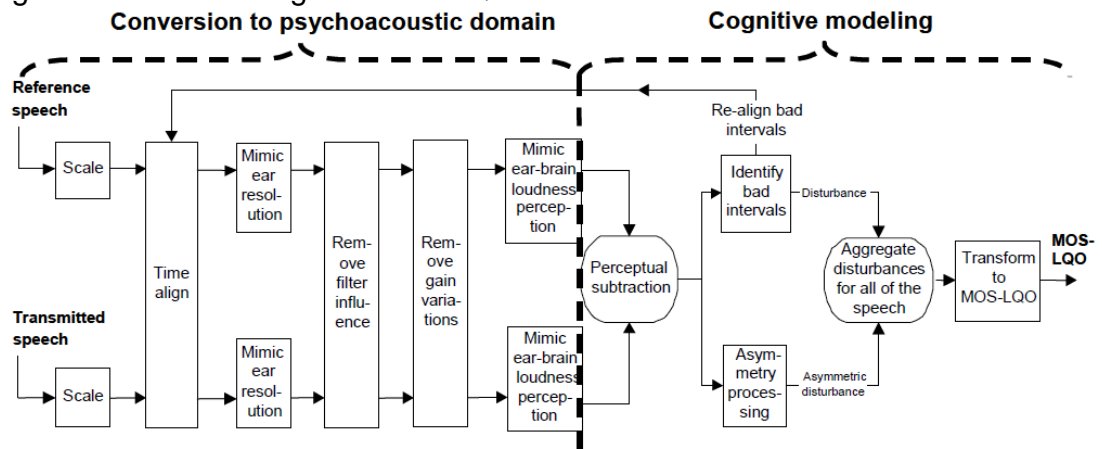 Conversion to psychoacoustic domain
Cognitive modeling
Reference
speech
Scale
Time
align
Mimic
ear
resol-
ution
Rem-
ove
filter
influ-
ence
Rem-
ove
gain
varia-
tions
Mimic
ear-brain
loudness
percep-
tion
Transmitted
speech
Scale
Mimic
ear
resol-
ution
Mimic
ear-brain
loudness
percep-
tion
Perceptual
subtraction
Re-align bad
intervals
Identify
bad
intervals
Disturbance
Asym-
metry
proces-
sing
Asymmetric
disturbance
Aggregate
disturbances
for all of the
speech
Transform
to
MOS-LQO
MOS-
LQO